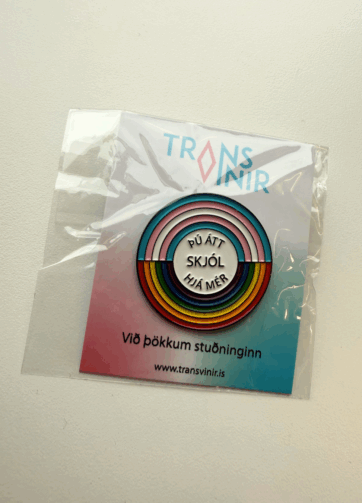 TRANS
VINIR
ÞÚ ÁTT
SKJÓL
HJÁ MÉR
Við þökkum stuðninginn
www.transvinir.is